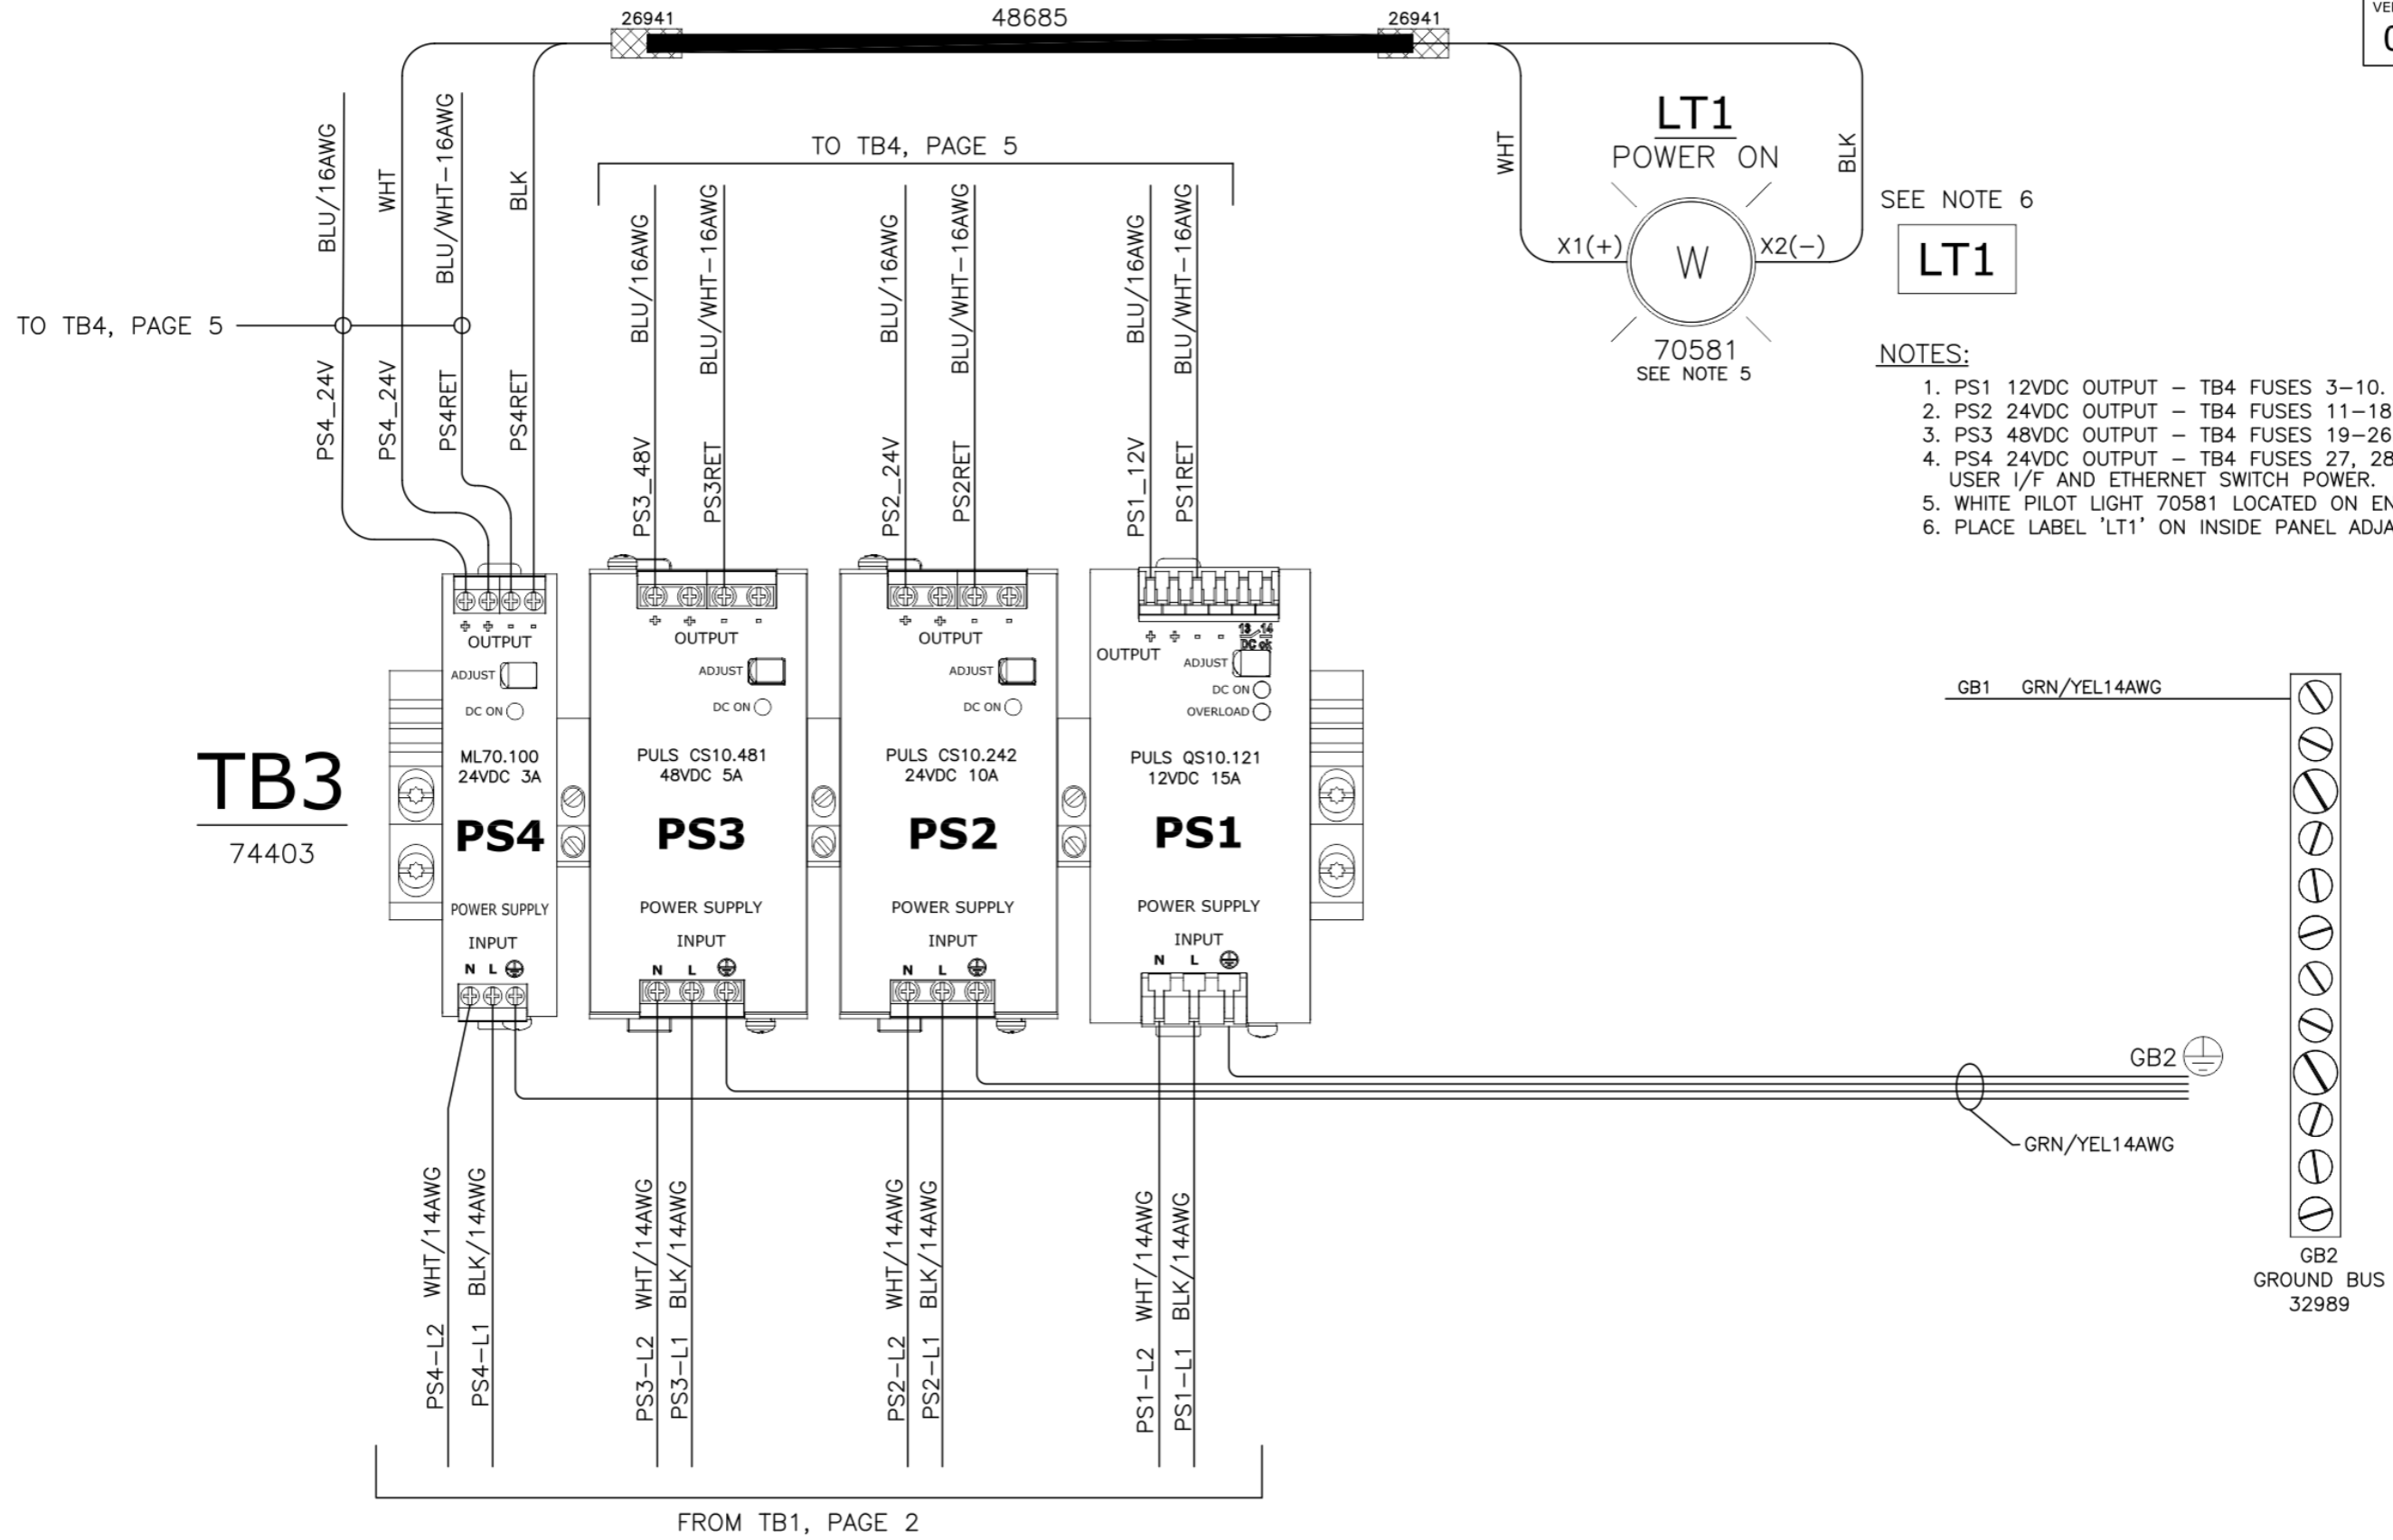 26941
48685
26941
BLU/16AWG
WHT
BLU/WHT-16AWG
BLK
TO TB4, PAGE 5
TO TB4, PAGE 5
BLU/16AWG
BLU/WHT-16AWG
BLU/16AWG
BLU/WHT-16AWG
BLU/16AWG
BLU/WHT-16AWG
PS4_24V
PS4_24V
PS4RET
PS4RET
PS3_48V
PS3RET
PS2_24V
PS2RET
PS1_12V
PS1RET
WHT
LT1
POWER ON
BLK
X1(+)
W
X2(-)
70581
SEE NOTE 5
SEE NOTE 6
LT1
NOTES:
1. PS1 12VDC OUTPUT - TB4 FUSES 3-10.
2. PS2 24VDC OUTPUT - TB4 FUSES 11-18
3. PS3 48VDC OUTPUT - TB4 FUSES 19-26
4. PS4 24VDC OUTPUT - TB4 FUSES 27, 28
USER I/F AND ETHERNET SWITCH POWER.
5. WHITE PILOT LIGHT 70581 LOCATED ON
6. PLACE LABEL 'LT1' ON INSIDE PANEL
TB3
74403
+ + - -
OUTPUT
ADJUST
DC ON
ML70.100
24VDC 3A
PS4
POWER SUPPLY
INPUT
N L
+ + - -
OUTPUT
ADJUST
DC ON
PULS CS10.481
48VDC 5A
PS3
POWER SUPPLY
INPUT
N L
+ + - -
OUTPUT
ADJUST
DC ON
PULS CS10.242
24VDC 10A
PS2
POWER SUPPLY
INPUT
N L
+ + - - 13 14
DC ok
OUTPUT
ADJUST
DC ON
OVERLOAD
PULS QS10.121
12VDC 15A
PS1
POWER SUPPLY
INPUT
N L
GB1 GRN/YEL14AWG
GB2
GRN/YEL14AWG
GB2
GROUND BUS
32989
PS4-L2 WHT/14AWG
PS4-L1 BLK/14AWG
PS3-L2 WHT/14AWG
PS3-L1 BLK/14AWG
PS2-L2 WHT/14AWG
PS2-L1 BLK/14AWG
PS1-L2 WHT/14AWG
PS1-L1 BLK/14AWG
FROM TB1, PAGE 2